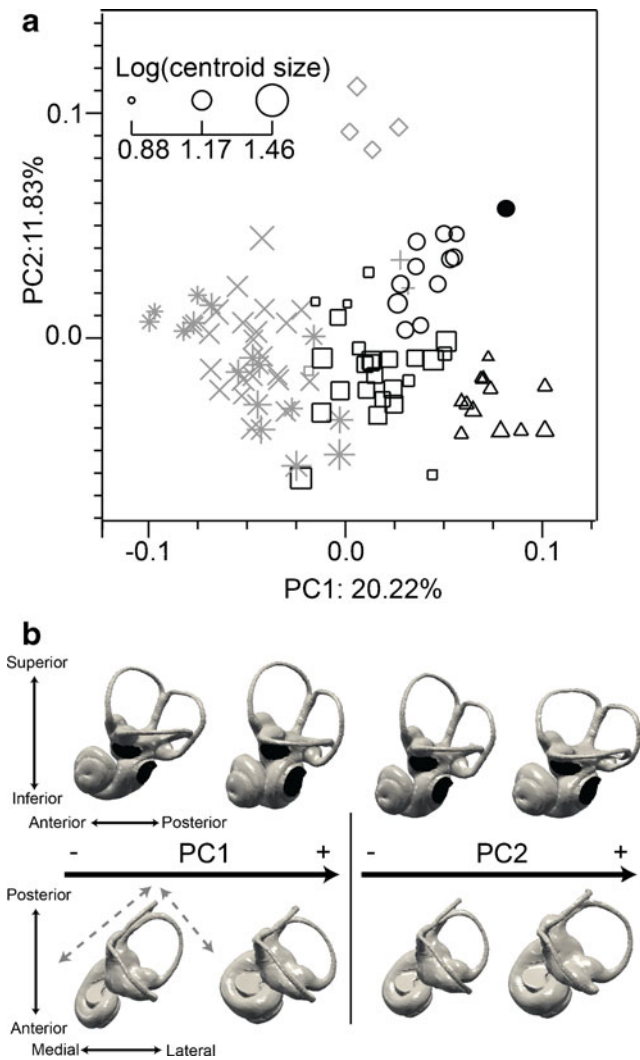 a
Log(centroid size)
0.88 1.17 1.46
PC2:11.83%
0.1
0.0
-0.1 0.0 0.1
PC1: 20.22%
b
Superior
Inferior
Anterior Posterior
- PC1 + - PC2 +
Posterior
Anterior
Medial Lateral